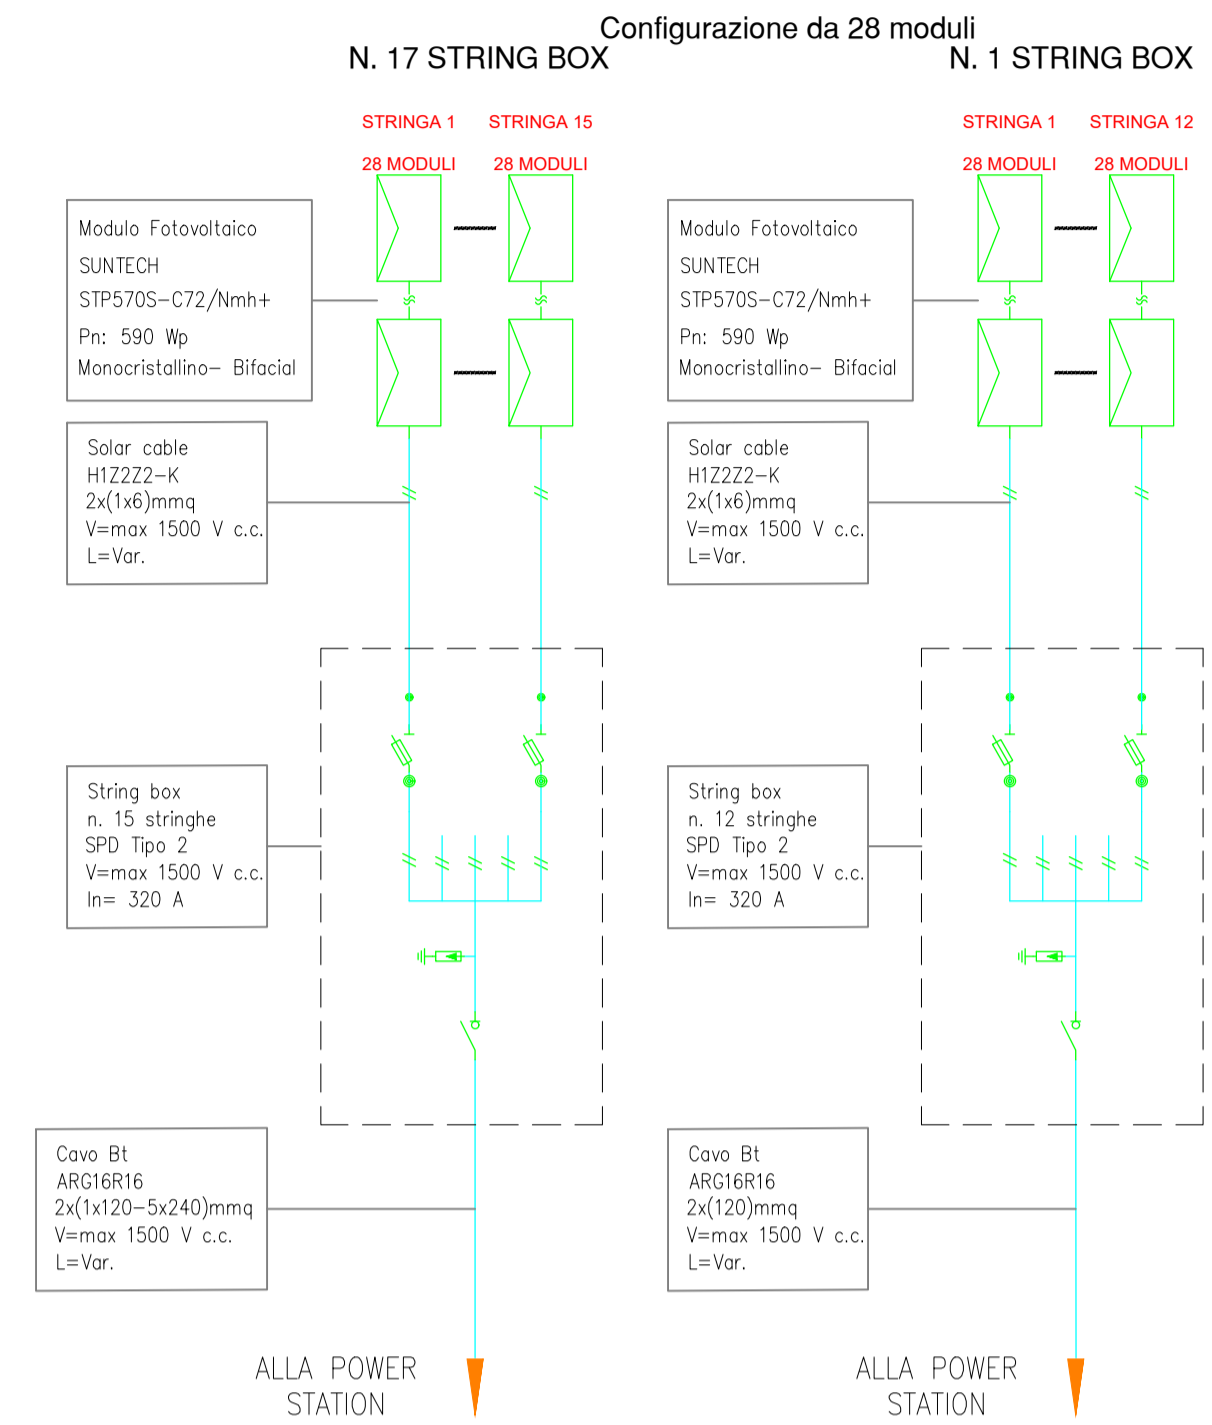 Configurazione da 28 moduli
N. 17 STRING BOX
STRINGA 1
STRINGA 15
28 MODULI
28 MODULI
Modulo Fotovoltaico
SUNTECH
STP570S-C72/Nmh+
Pn: 590 Wp
Monocristallino- Bifacial
Solar cable
H1Z2Z2-K
2x(1x6)mmq
V=max 1500 V c.c.
L=Var.
String box
n. 15 stringhe
SPD Tipo 2
V=max 1500 V c.c.
In= 320 A
Cavo Bt
ARG16R16
2x(1x120-5x240)mmq
V=max 1500 V c.c.
L=Var.
ALLA POWER
STATION
N. 1 STRING BOX
STRINGA 1
STRINGA 12
28 MODULI
28 MODULI
Modulo Fotovoltaico
SUNTECH
STP570S-C72/Nmh+
Pn: 590 Wp
Monocristallino- Bifacial
Solar cable
H1Z2Z2-K
2x(1x6)mmq
V=max 1500 V c.c.
L=Var.
String box
n. 12 stringhe
SPD Tipo 2
V=max 1500 V c.c.
In= 320 A
Cavo Bt
ARG16R16
2x(120)mmq
V=max 1500 V c.c.
L=Var.
ALLA POWER
STATION